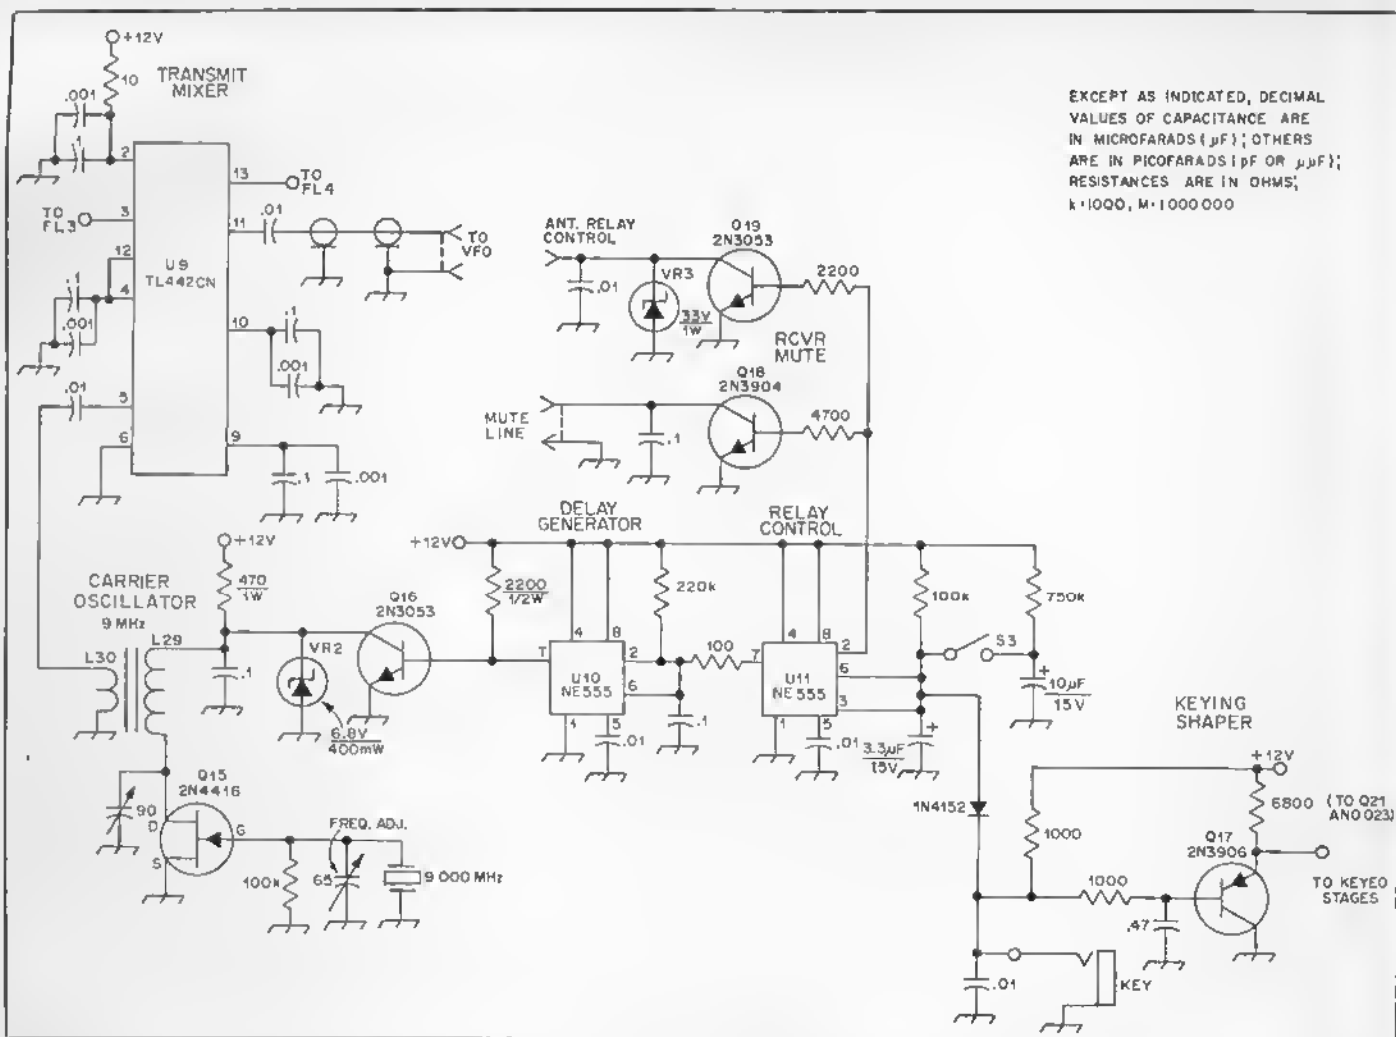 +12V
10
TRANSMIT
MIXER
.001
.1
2
13
TO
FL4
TO
FL3
3
11
.01
TO
VFO
12
U9
TL442CN
.1
4
.001
10
.1
.001
.01
5
6
9
.1
.001
EXCEPT AS INDICATED, DECIMAL
VALUES OF CAPACITANCE ARE
IN MICROFARADS (µF); OTHERS
ARE IN PICOFARADS (pF OR µµF);
RESISTANCES ARE IN OHMS;
k=1000, M=1000000
ANT. RELAY
CONTROL
Q19
2N3053
.01
VR3
33V
1W
2200
RCVR
MUTE
Q18
2N3904
MUTE
LINE
.1
4700
DELAY
GENERATOR
RELAY
CONTROL
+12V
+12V
470
1W
CARRIER
OSCILLATOR
9 MHz
L30
L29
.1
VR2
6.8V
400mW
Q16
2N3053
2200
1/2W
4
8
7
2
U10
NE555
6
1
5
.01
220k
.1
100
4
8
7
2
U11
NE555
6
3
1
5
.01
100k
750k
S3
3.3µF
15V
+
+
10µF
15V
KEYING
SHAPER
Q15
2N4416
90
D
G
S
100k
FREQ. ADJ.
65
9.000 MHz
1N4152
1000
1000
+12V
6800
(TO Q21
AND Q23)
Q17
2N3906
TO KEYED
STAGES
.47
.01
KEY